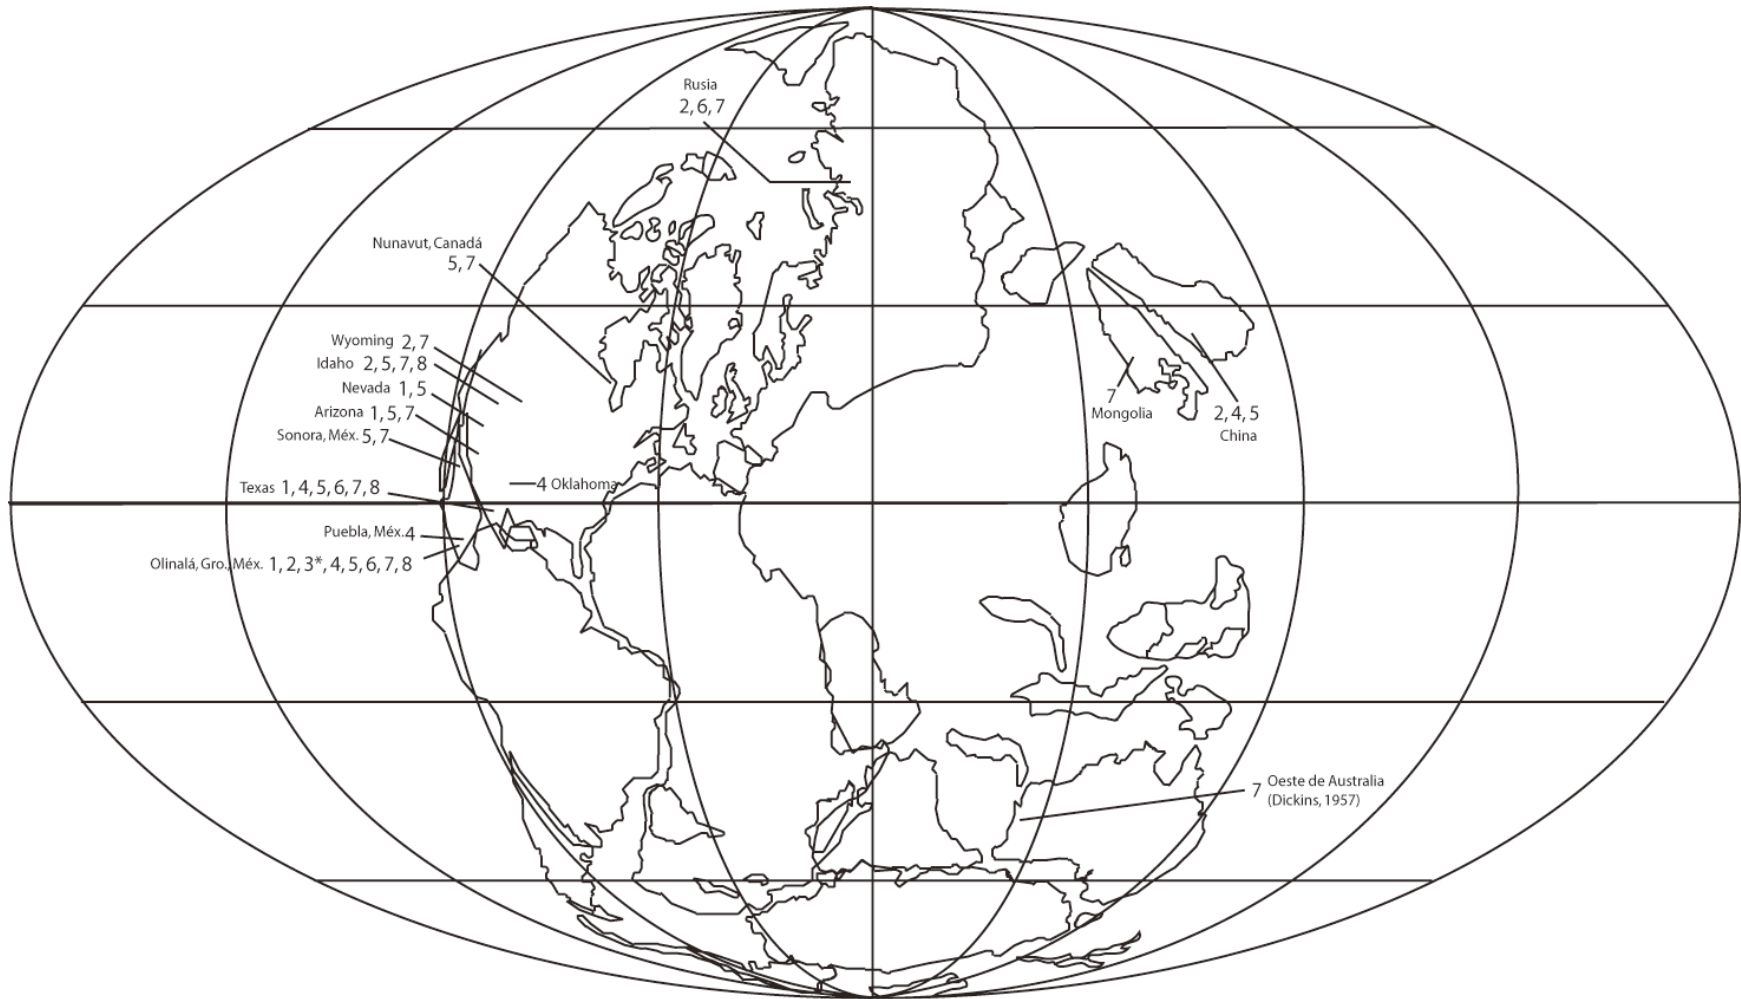 Rusia
2, 6, 7
Nunavut, Canadá
5, 7
Wyoming 2, 7
Idaho 2, 5, 7, 8
Nevada 1, 5
Arizona 1, 5, 7
Sonora, Méx. 5, 7
7
Mongolia
2, 4, 5
China
Texas 1, 4, 5, 6, 7, 8
4 Oklahoma
Puebla, Méx. 4
Olinalá, Gro., Méx. 1, 2, 3*, 4, 5, 6, 7, 8
7 Oeste de Australia
(Dickins, 1957)